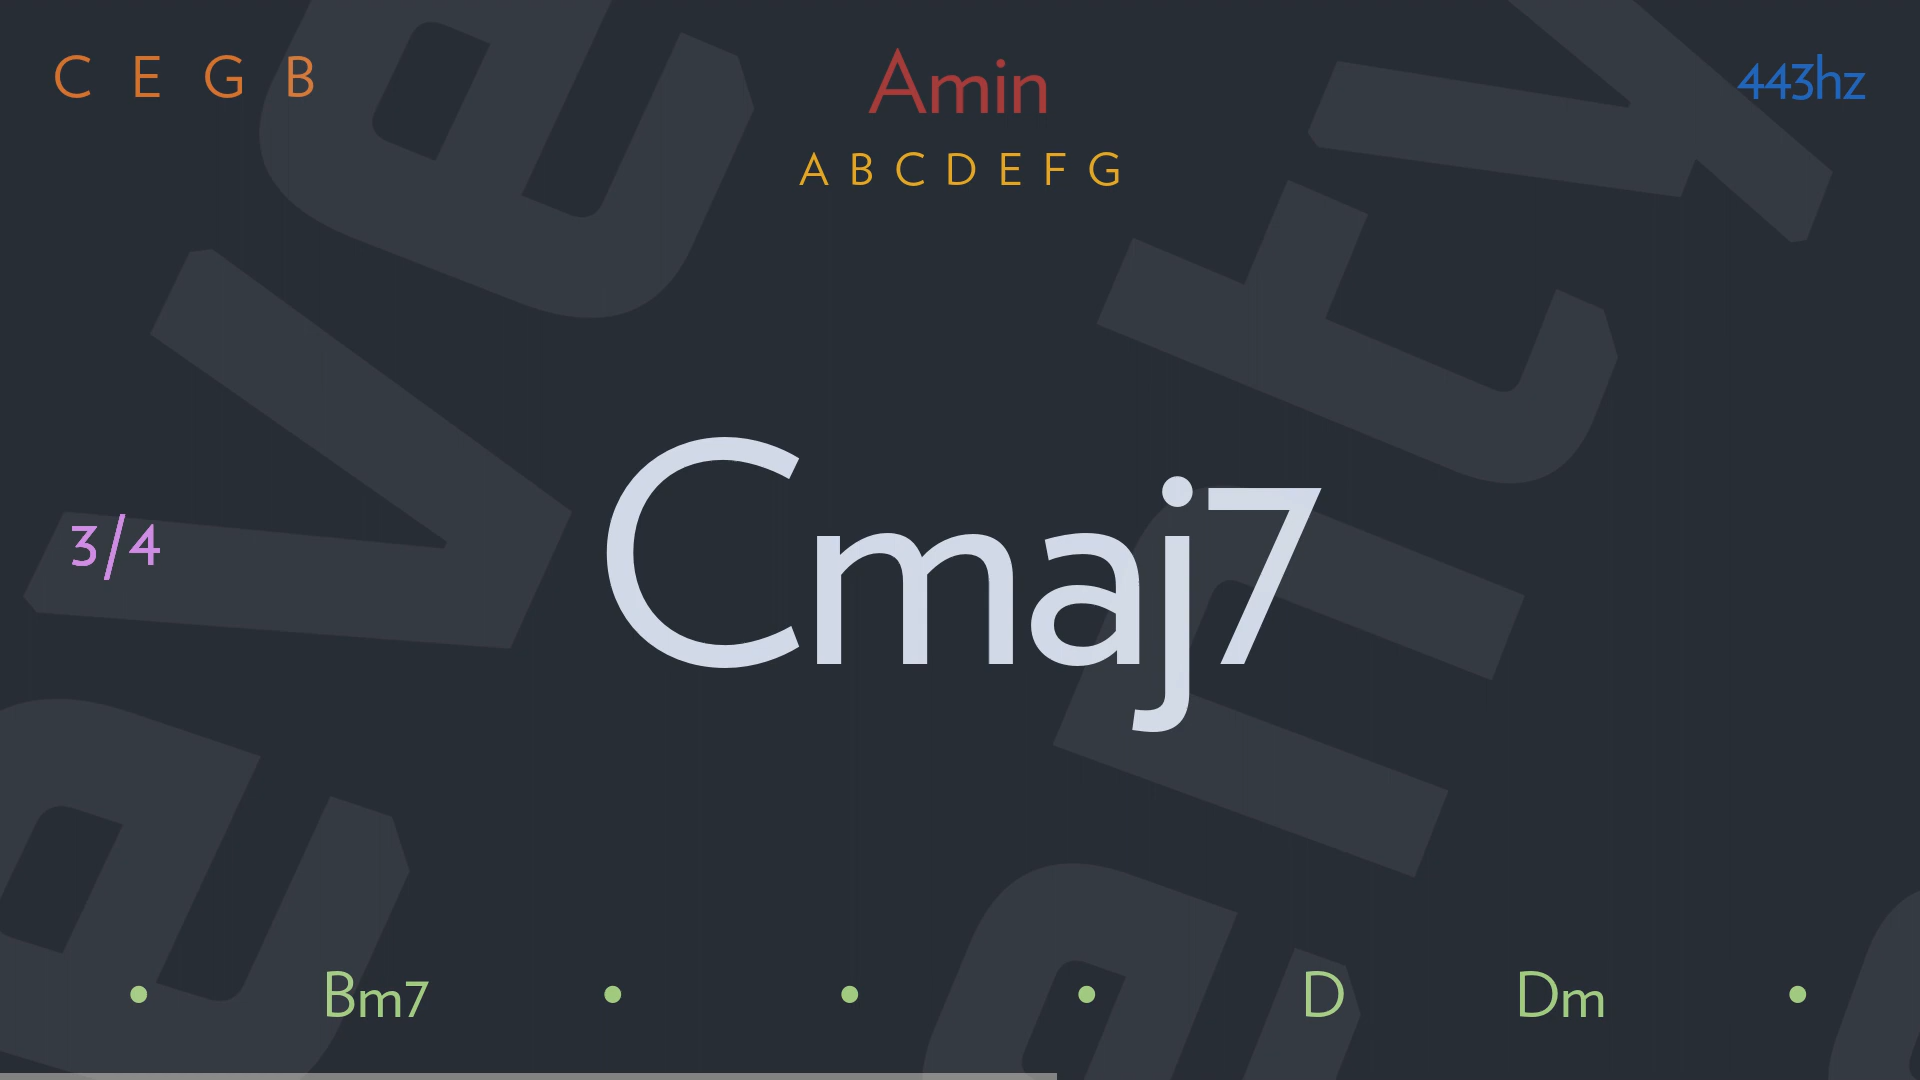 C E G B
Amin
443hz
A B C D E F G
Cmaj7
3/4
• Bm7 • • • D Dm •